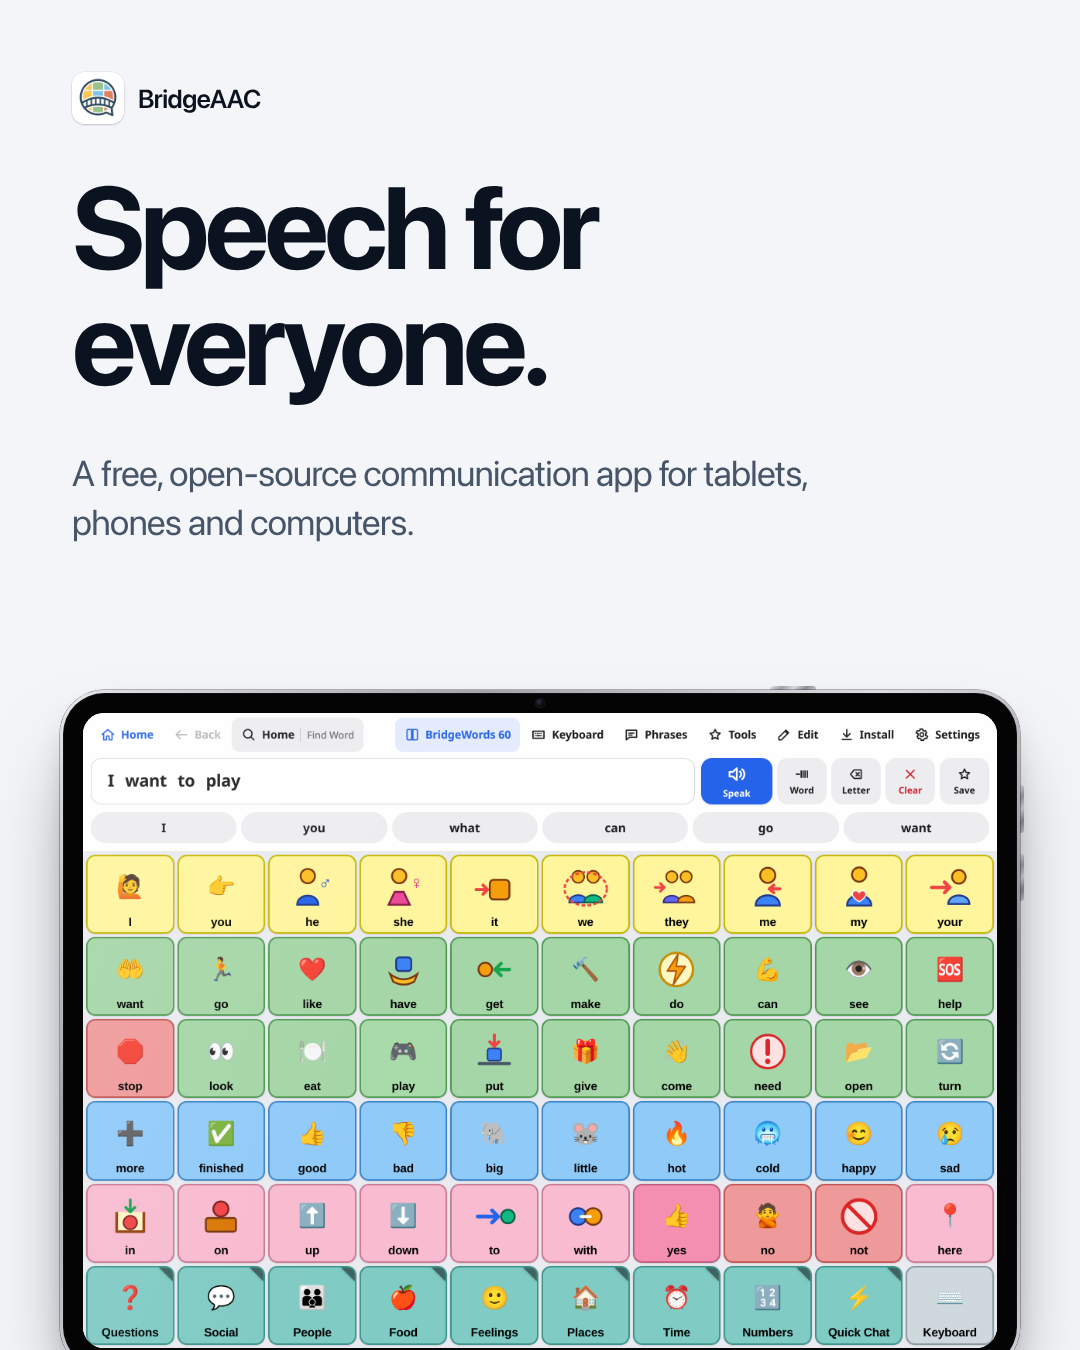 BridgeAAC
Speech for
everyone.
A free, open-source communication app for tablets,
phones and computers.
Home Back Home Find Word BridgeWords 60 Keyboard Phrases Tools Edit Install Settings
I want to play
Speak Word Letter Clear Save
I you what can go want
I you he she it we they me my your
want go like have get make do can see help
SOS
stop look eat play put give come need open turn
more finished good bad big little hot cold happy sad
in on up down to with yes no not here
1 2
3 4
Questions Social People Food Feelings Places Time Numbers Quick Chat Keyboard